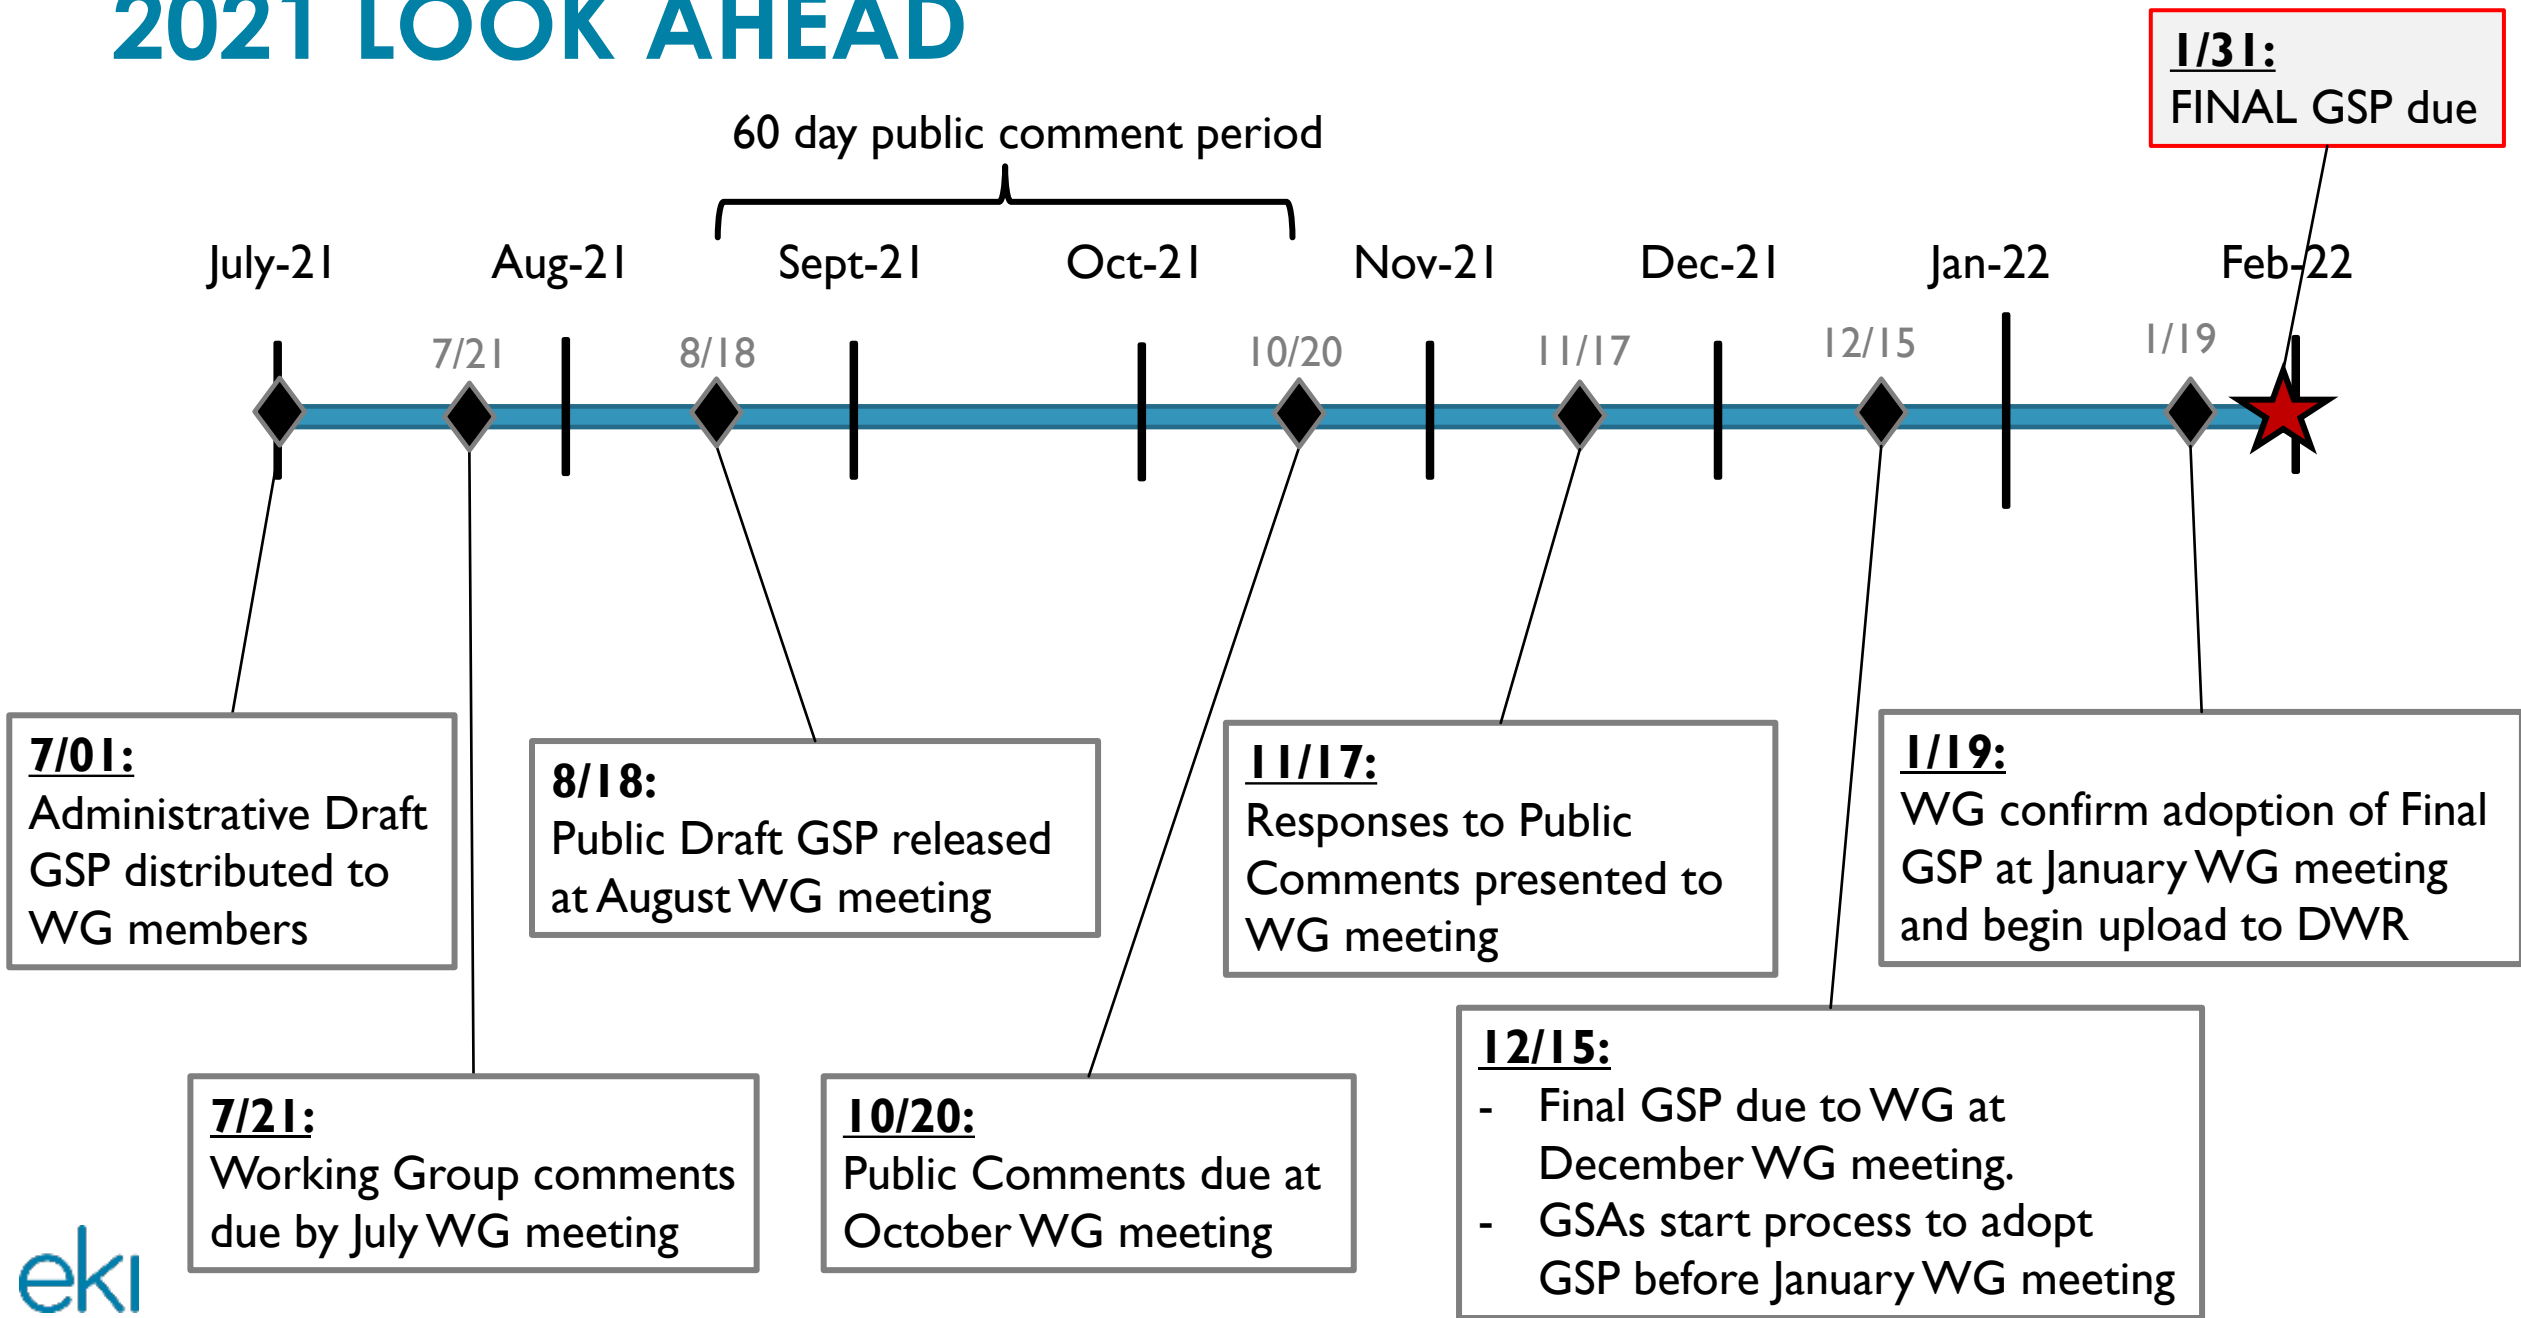 2021 LOOK AHEAD
1/31:
FINAL GSP due
60 day public comment period
July-21
Aug-21
Sept-21
Oct-21
Nov-21
Dec-21
Jan-22
Feb-22
7/21
8/18
10/20
11/17
12/15
1/19
7/01:
Administrative Draft
GSP distributed to
WG members
8/18:
Public Draft GSP released
at August WG meeting
11/17:
Responses to Public
Comments presented to
WG meeting
1/19:
WG confirm adoption of Final
GSP at January WG meeting
and begin upload to DWR
7/21:
Working Group comments
due by July WG meeting
10/20:
Public Comments due at
October WG meeting
12/15:
- Final GSP due to WG at
December WG meeting.
- GSAs start process to adopt
GSP before January WG meeting
eki